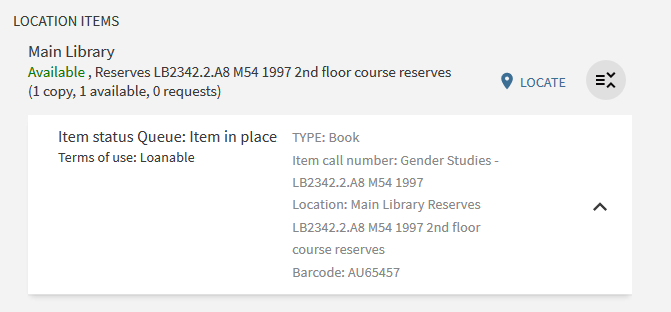 LOCATION ITEMS
Main Library
Available , Reserves LB2342.2.A8 M54 1997 2nd floor course reserves
(1 copy, 1 available, 0 requests)
LOCATE
Item status Queue: Item in place
Terms of use: Loanable
TYPE: Book
Item call number: Gender Studies -
LB2342.2.A8 M54 1997
Location: Main Library Reserves
LB2342.2.A8 M54 1997 2nd floor
course reserves
Barcode: AU65457